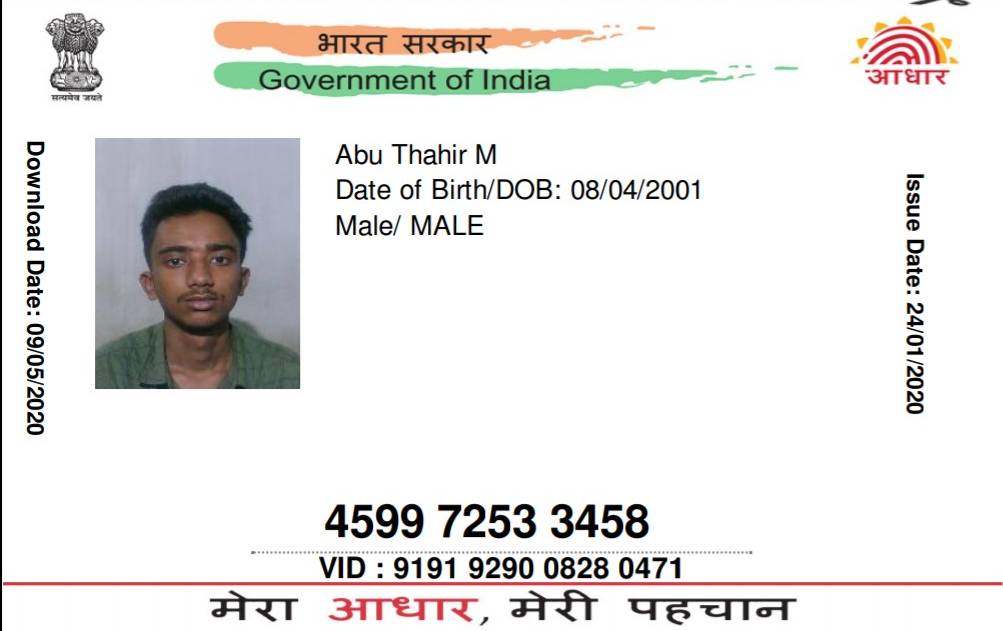 सत्यमेव जयते
भारत सरकार
Government of India
आधार
Download Date: 09/05/2020
Abu Thahir M
Date of Birth/DOB: 08/04/2001
Male/ MALE
Issue Date: 24/01/2020
4599 7253 3458
VID : 9191 9290 0828 0471
मेरा आधार, मेरी पहचान